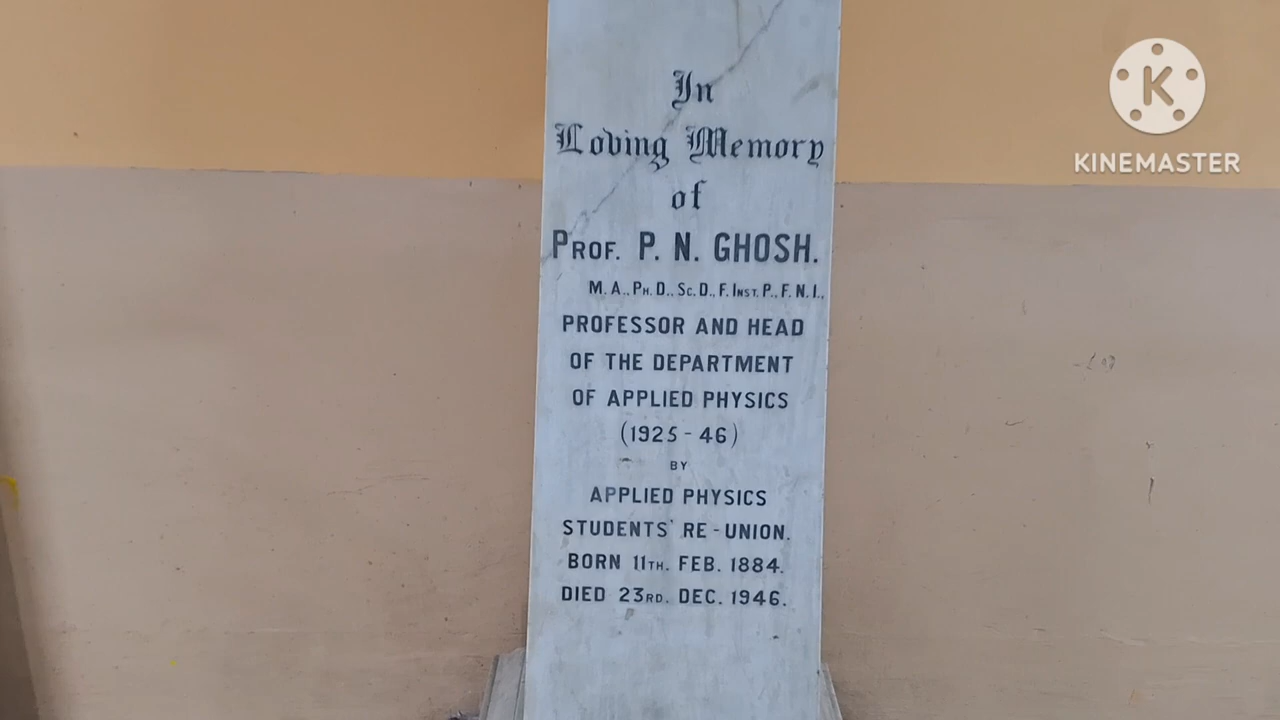 In
Loving Memory
of
PROF. P. N. GHOSH.
M. A., PH. D., SC. D., F. INST. P., F. N. I.,
PROFESSOR AND HEAD
OF THE DEPARTMENT
OF APPLIED PHYSICS
(1925 - 46)
BY
APPLIED PHYSICS
STUDENTS' RE-UNION.
BORN 11TH. FEB. 1884.
DIED 23RD. DEC. 1946.
K
KINEMASTER